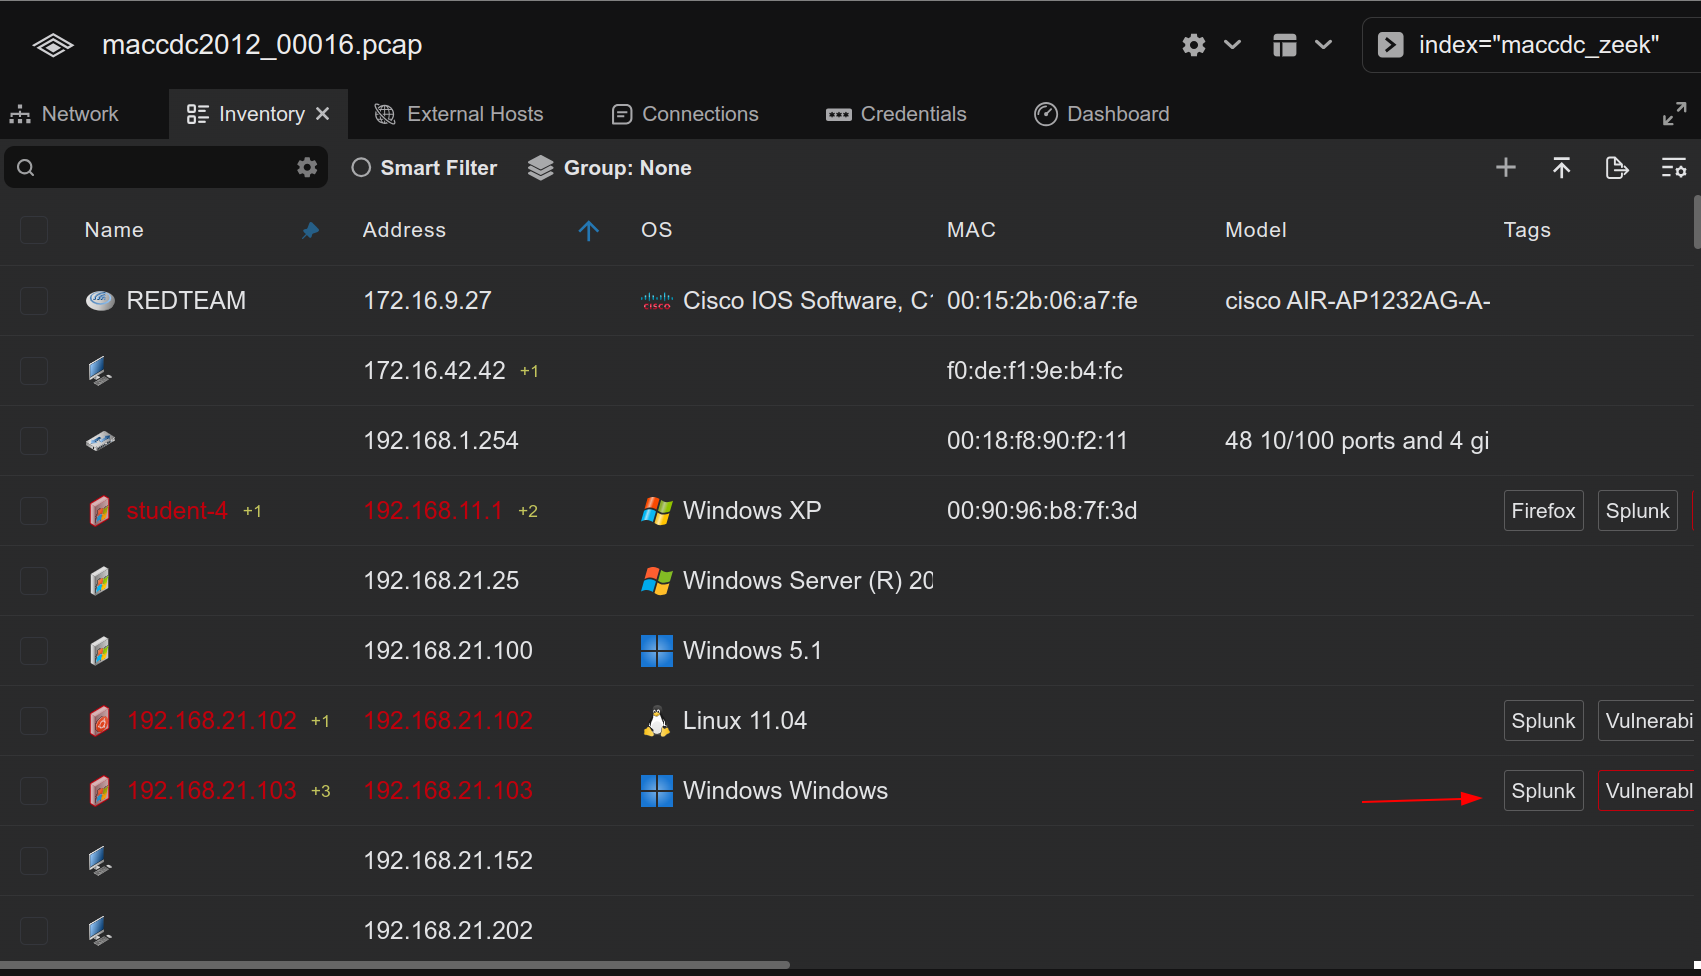 maccdc2012_00016.pcap
index="maccdc_zeek"
Network Inventory External Hosts Connections Credentials Dashboard
Smart Filter Group: None
Name Address OS MAC Model Tags
REDTEAM 172.16.9.27 Cisco IOS Software, C 00:15:2b:06:a7:fe cisco AIR-AP1232AG-A-
172.16.42.42 +1 f0:de:f1:9e:b4:fc
192.168.1.254 00:18:f8:90:f2:11 48 10/100 ports and 4 gi
student-4 +1 192.168.11.1 +2 Windows XP 00:90:96:b8:7f:3d Firefox Splunk
192.168.21.25 Windows Server (R) 20
192.168.21.100 Windows 5.1
192.168.21.102 +1 192.168.21.102 Linux 11.04 Splunk Vulnerabi
192.168.21.103 +3 192.168.21.103 Windows Windows Splunk Vulnerabl
192.168.21.152
192.168.21.202